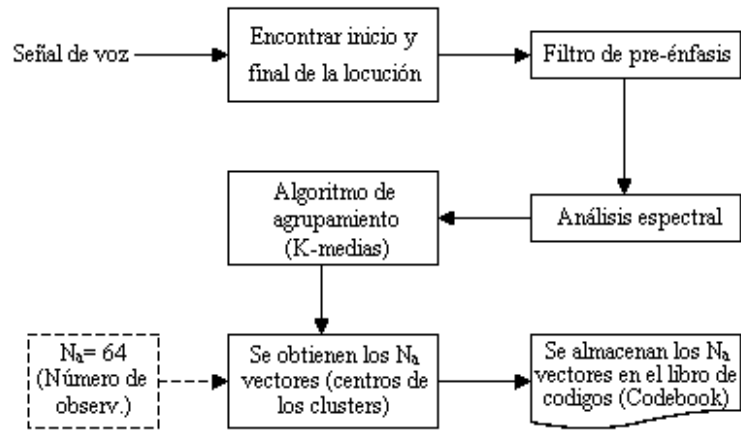 Señal de voz
Encontrar inicio y
final de la locución
Filtro de pre-énfasis
Análisis espectral
Algoritmo de
agrupamiento
(K-medias)
Nₐ= 64
(Número de
observ.)
Se obtienen los Nₐ
vectores (centros de
los clusters)
Se almacenan los Nₐ
vectores en el libro de
codigos (Codebook)